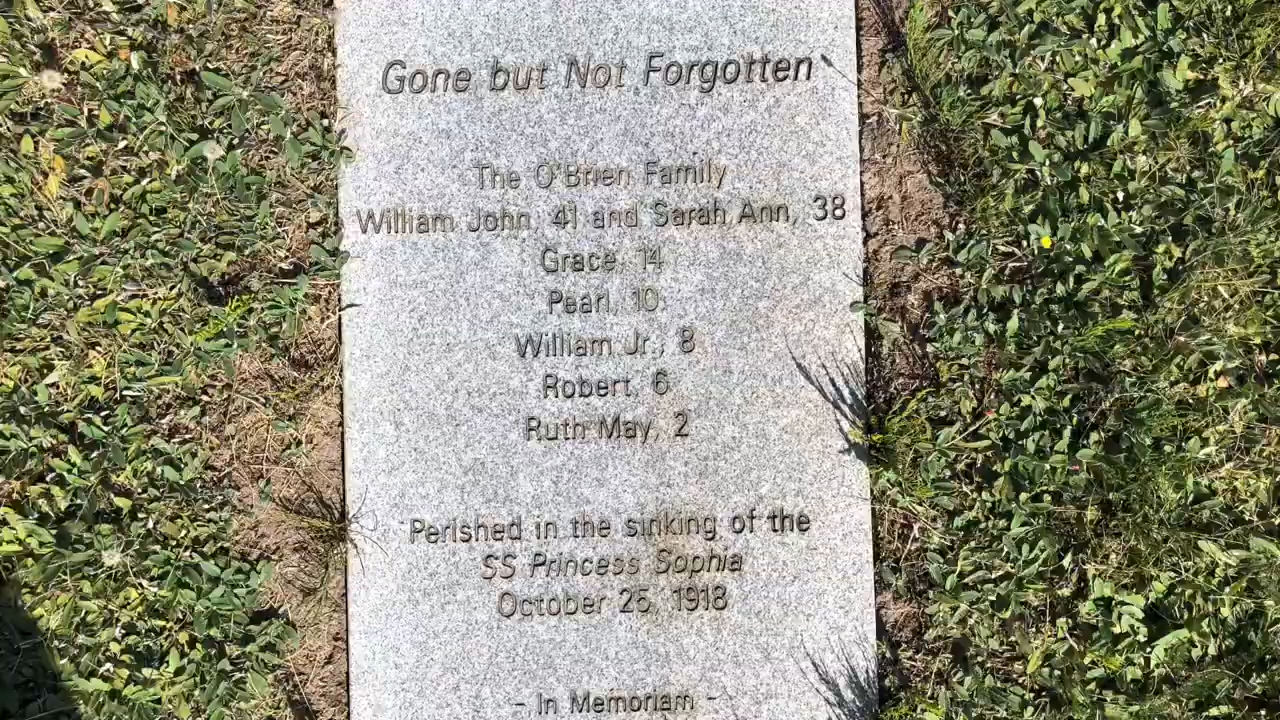 Gone but Not Forgotten
The O'Brien Family
William John, 41 and Sarah Ann, 38
Grace, 14
Pearl, 10
William Jr., 8
Robert, 6
Ruth May, 2
Perished in the sinking of the
SS Princess Sophia
October 25, 1918
- In Memoriam -